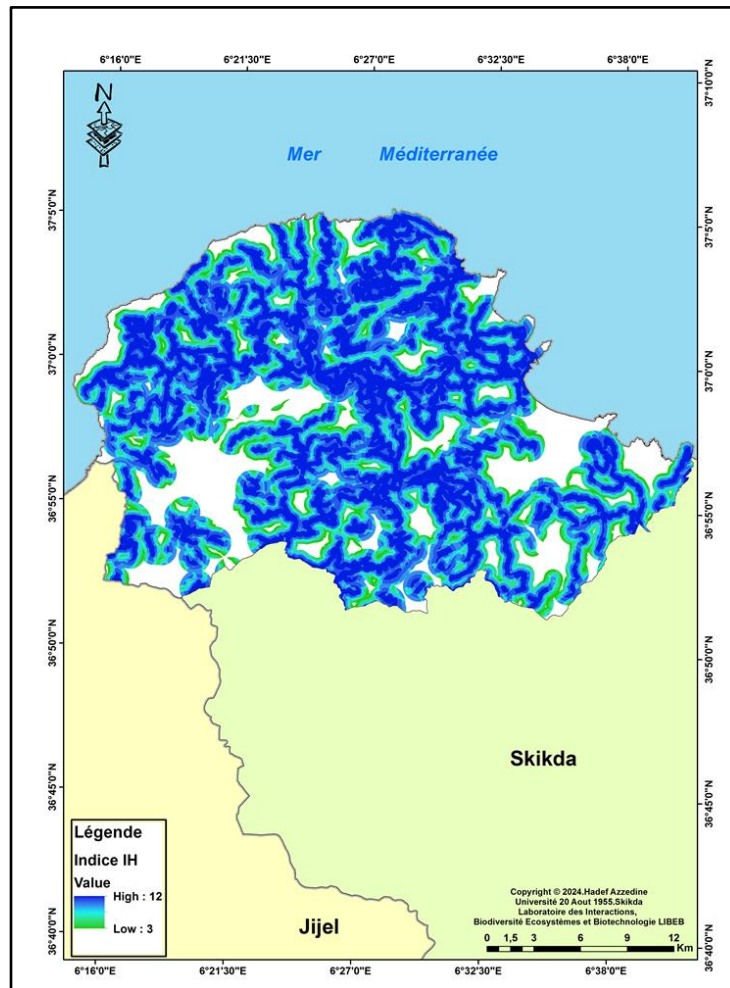 6°16'0"E 6°21'30"E 6°27'0"E 6°32'30"E 6°38'0"E
N
37°10'0"N
Mer Méditerranée
37°5'0"N 37°5'0"N
37°0'0"N 37°0'0"N
36°55'0"N 36°55'0"N
36°50'0"N 36°50'0"N
Skikda
36°45'0"N 36°45'0"N
Légende
Indice IH
Value
High : 12
Low : 3
Jijel
Copyright © 2024.Hadef Azzedine
Université 20 Aout 1955.Skikda
Laboratoire des Interactions,
Biodiversité Ecosystèmes et Biotechnologie LIBEB
0 1,5 3 6 9 12
Km
36°40'0"N 36°40'0"N
6°16'0"E 6°21'30"E 6°27'0"E 6°32'30"E 6°38'0"E